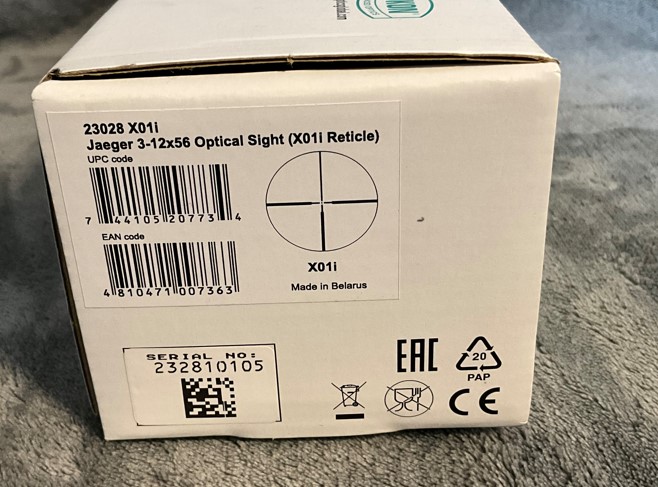 23028 X01i
Jaeger 3-12x56 Optical Sight (X01i Reticle)
UPC code
7 44105 20773 4
EAN code
4 810471 007363
X01i
Made in Belarus
SERIAL NO:
232810105
EAC
20
PAP
CE